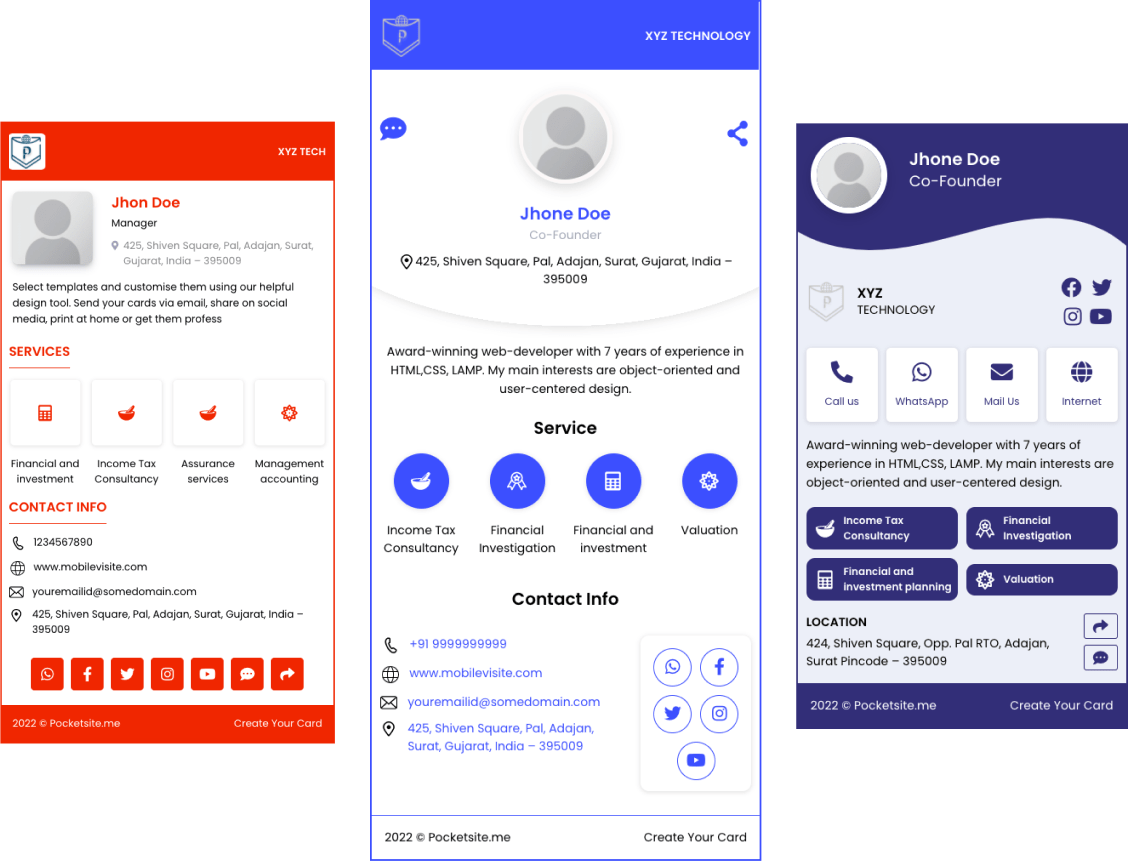 XYZ TECH
Jhon Doe
Manager
425, Shiven Square, Pal, Adajan, Surat,
Gujarat, India – 395009
Select templates and customise them using our helpful
design tool. Send your cards via email, share on social
media, print at home or get them profess
SERVICES
Financial and
investment
Income Tax
Consultancy
Assurance
services
Management
accounting
CONTACT INFO
1234567890
www.mobilevisite.com
youremailid@somedomain.com
425, Shiven Square, Pal, Adajan, Surat, Gujarat, India –
395009
2022 © Pocketsite.me
Create Your Card
XYZ TECHNOLOGY
Jhone Doe
Co-Founder
425, Shiven Square, Pal, Adajan, Surat, Gujarat, India –
395009
Award-winning web-developer with 7 years of experience in
HTML,CSS, LAMP. My main interests are object-oriented and
user-centered design.
Service
Income Tax
Consultancy
Financial
Investigation
Financial and
investment
Valuation
Contact Info
+91 9999999999
www.mobilevisite.com
youremailid@somedomain.com
425, Shiven Square, Pal, Adajan,
Surat, Gujarat, India – 395009
2022 © Pocketsite.me
Create Your Card
Jhone Doe
Co-Founder
XYZ
TECHNOLOGY
Call us
WhatsApp
Mail Us
Internet
Award-winning web-developer with 7 years of
experience in HTML,CSS, LAMP. My main interests are
object-oriented and user-centered design.
Income Tax
Consultancy
Financial
Investigation
Financial and
investment planning
Valuation
LOCATION
424, Shiven Square, Opp. Pal RTO, Adajan,
Surat Pincode – 395009
2022 © Pocketsite.me
Create Your Card